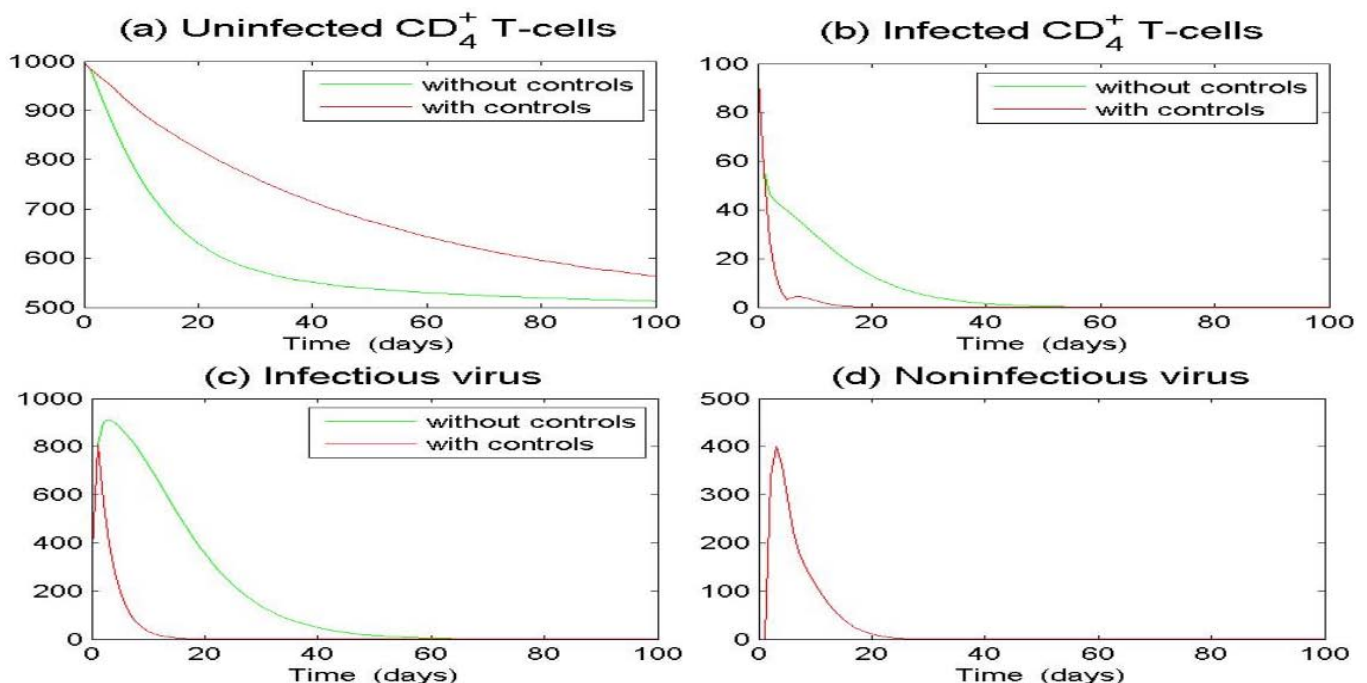 (a) Uninfected CD4+ T-cells
1000
900
800
700
600
500
without controls
with controls
0 20 40 60 80 100
Time (days)
(b) Infected CD4+ T-cells
100
80
60
40
20
0
without controls
with controls
0 20 40 60 80 100
Time (days)
(c) Infectious virus
1000
800
600
400
200
0
without controls
with controls
0 20 40 60 80 100
Time (days)
(d) Noninfectious virus
500
400
300
200
100
0
0 20 40 60 80 100
Time (days)